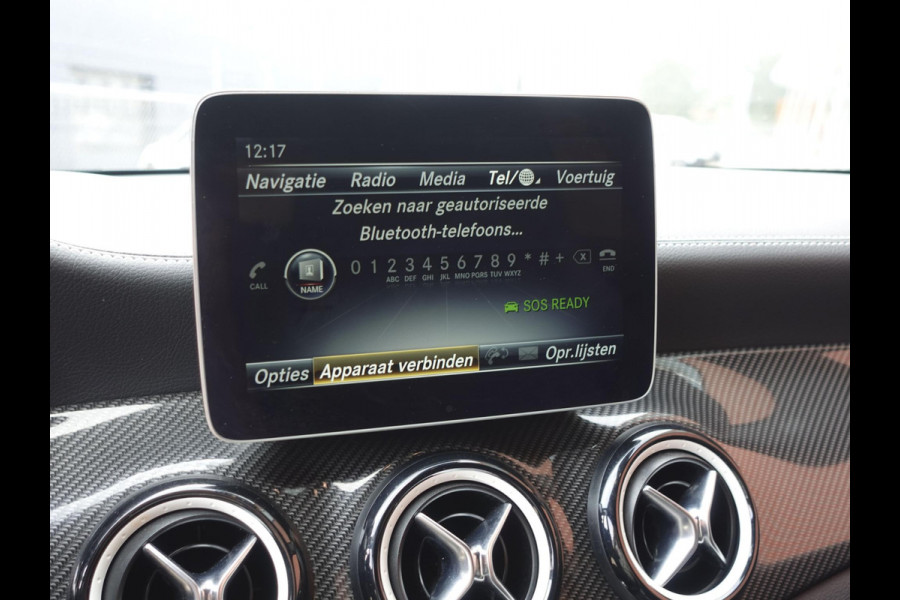 12:17
Navigatie Radio Media Tel/ Voertuig
Zoeken naar geautoriseerde
Bluetooth-telefoons...
0 1 2 3 4 5 6 7 8 9 * # +
CALL NAME ABC DEF GHI JKL MNO PQRS TUV WXYZ END
SOS READY
Opties Apparaat verbinden Opr.lijsten